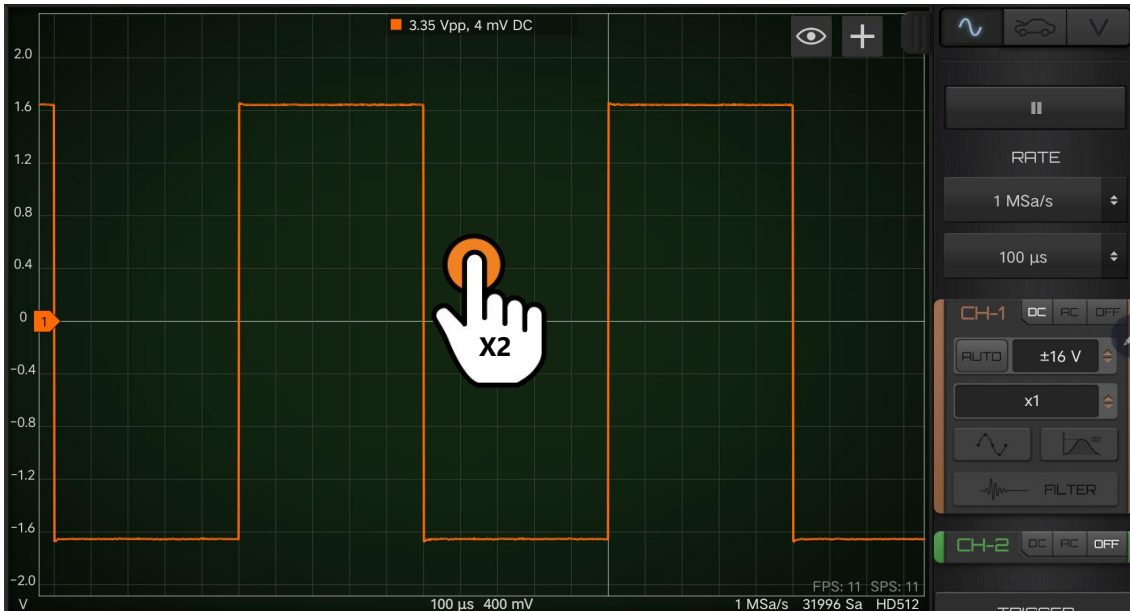 3.35 Vpp, 4 mV DC
V
2.0
1.6
1.2
0.8
0.4
0
−0.4
−0.8
−1.2
−1.6
−2.0
1
X2
FPS: 11 SPS: 11
V
100 µs 400 mV
1 MSa/s 31996 Sa HD512
RATE
1 MSa/s
100 µs
CH-1 DC AC OFF
AUTO ±16 V
x1
FILTER
CH-2 DC AC OFF
TRIGGER